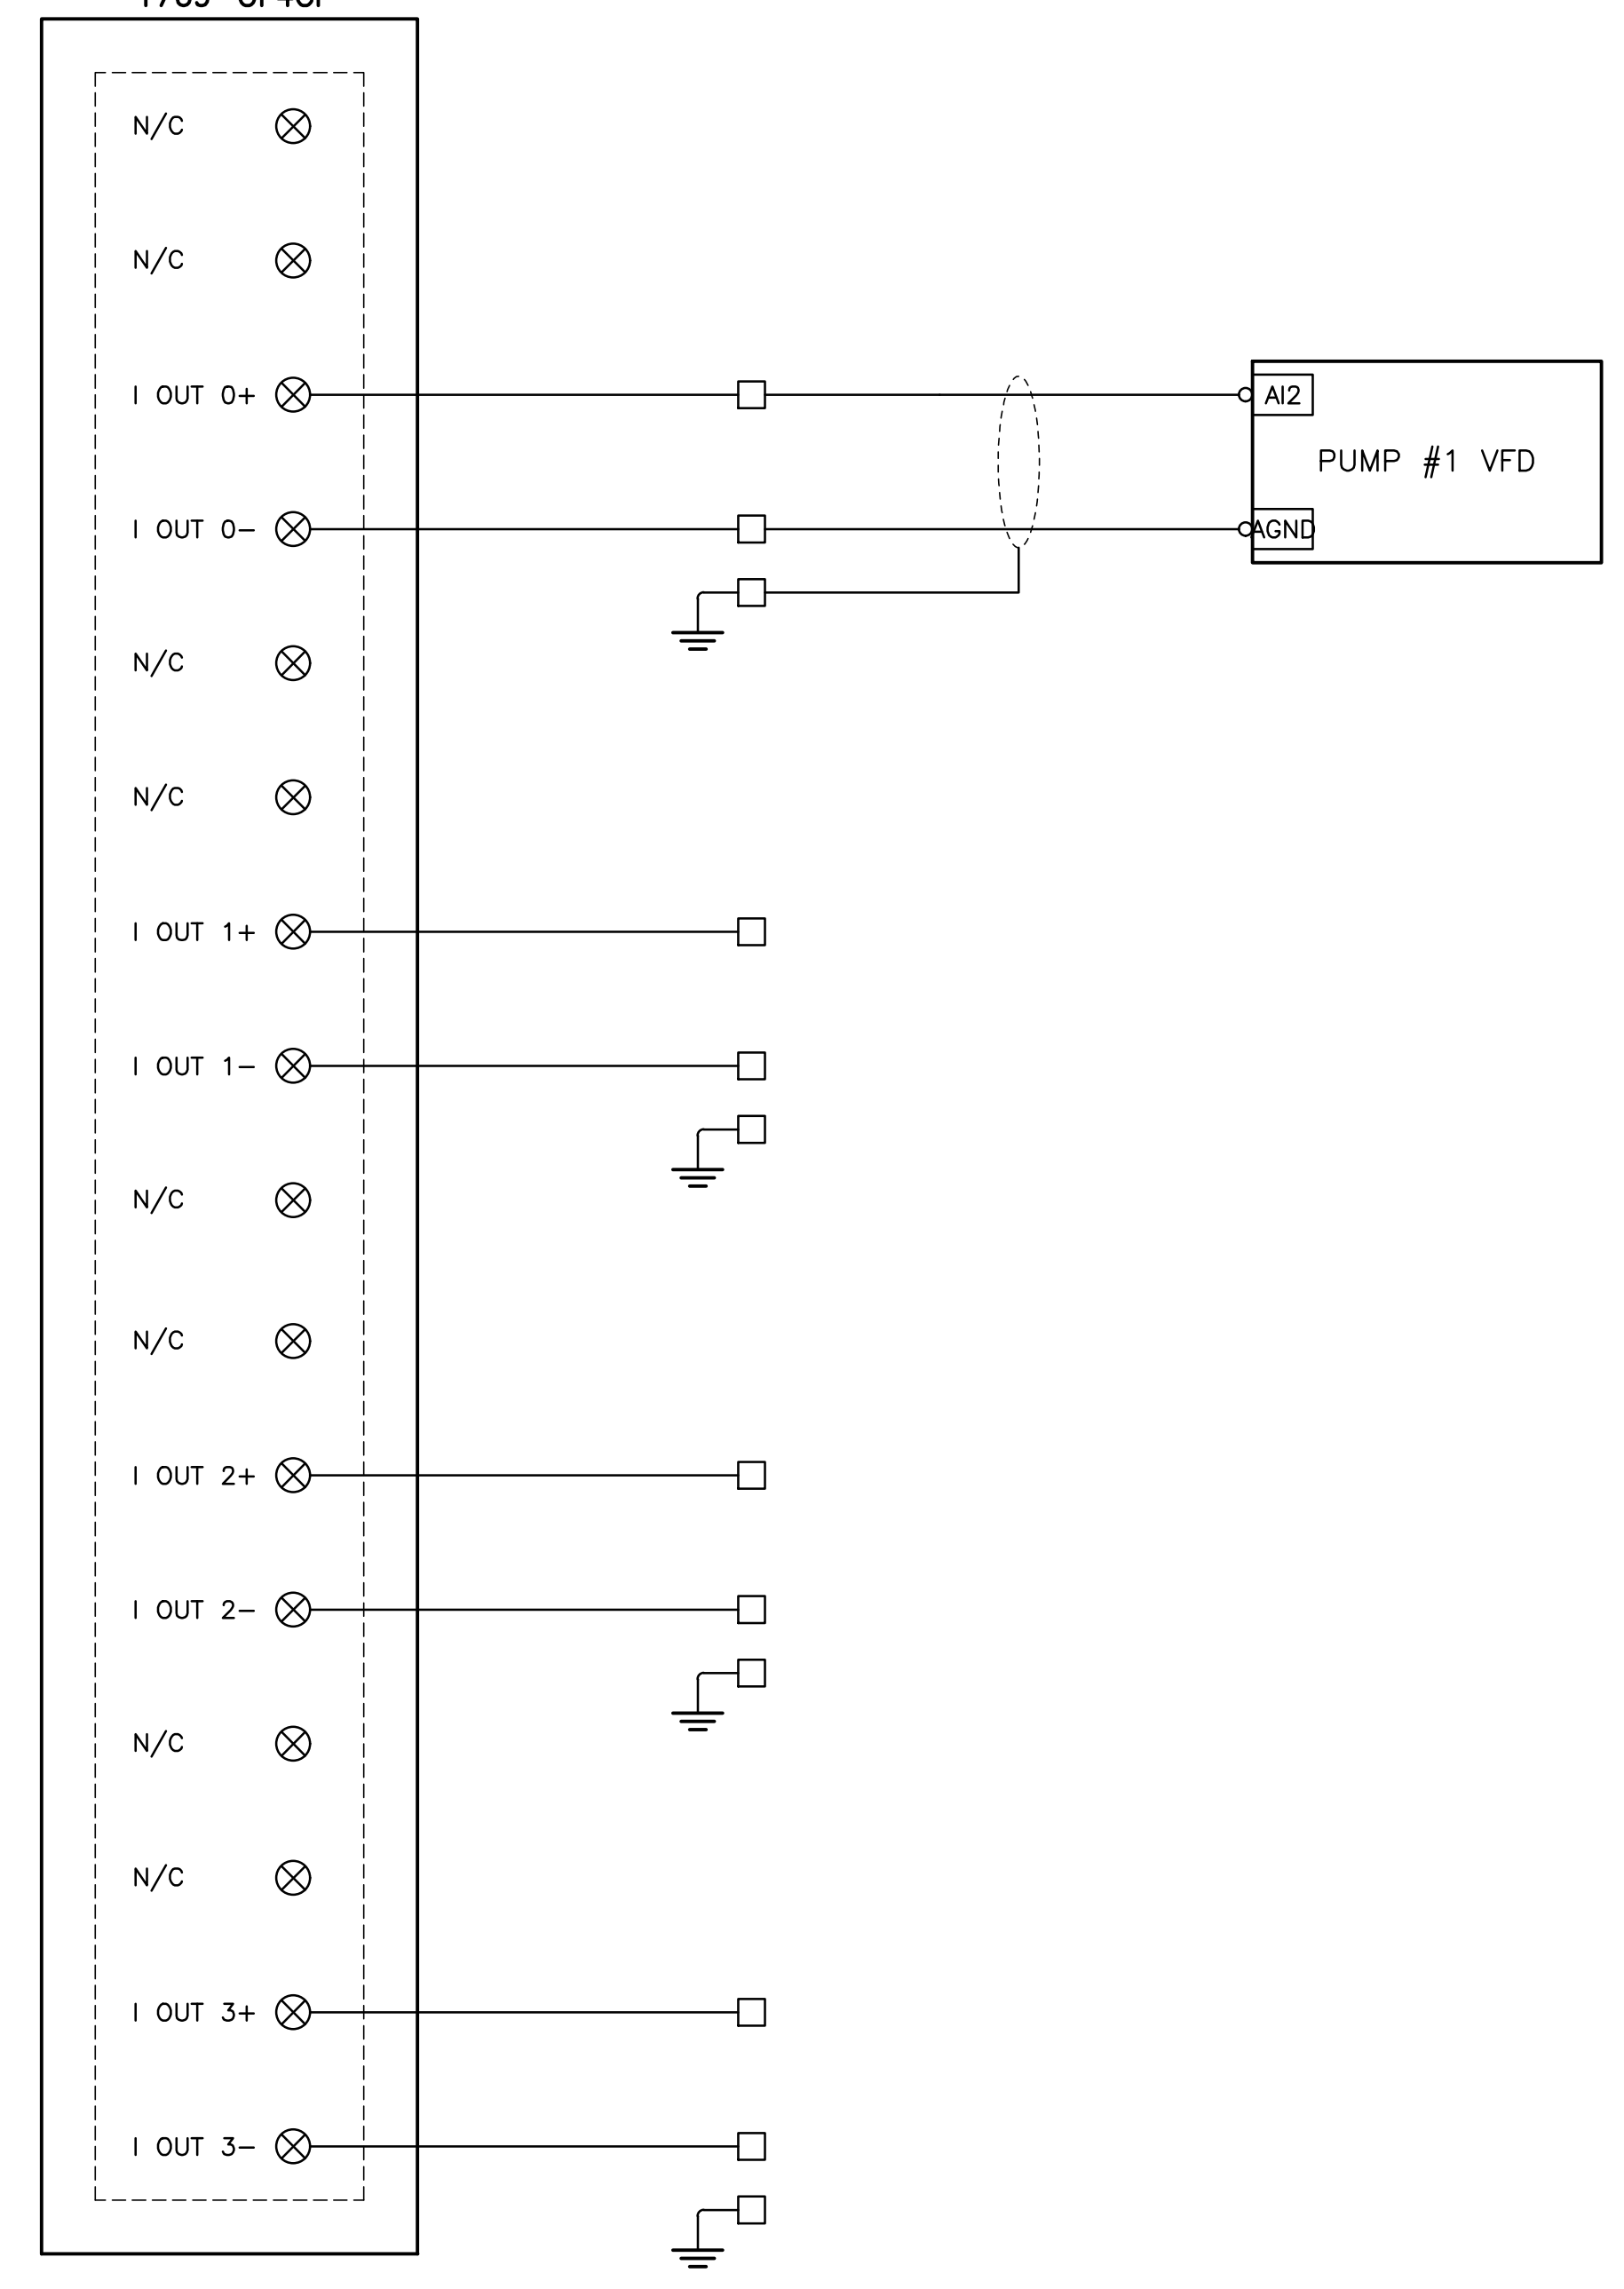 N/C
N/C
I OUT 0+
AI2
PUMP #1 VFD
I OUT 0-
AGND
N/C
N/C
I OUT 1+
I OUT 1-
N/C
N/C
I OUT 2+
I OUT 2-
N/C
N/C
I OUT 3+
I OUT 3-